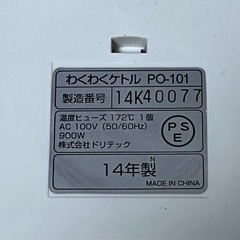 わくわくケトル PO-101
製造番号 14K40077
温度ヒューズ 172℃ 1個
AC 100V (50/60Hz)
900W
株式会社ドリテック
PS
E
N
14年製
MADE IN CHINA